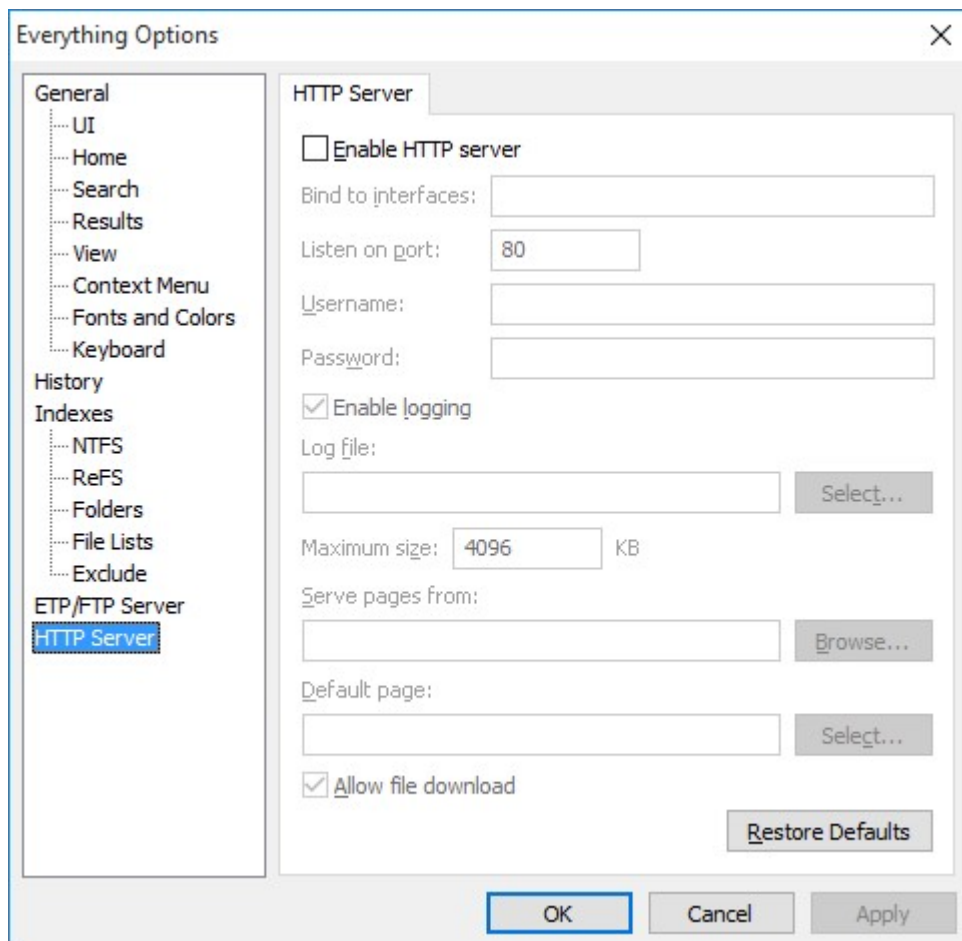 Everything Options
General
UI
Home
Search
Results
View
Context Menu
Fonts and Colors
Keyboard
History
Indexes
NTFS
ReFS
Folders
File Lists
Exclude
ETP/FTP Server
HTTP Server
HTTP Server
Enable HTTP server
Bind to interfaces:
Listen on port: 80
Username:
Password:
Enable logging
Log file:
Select...
Maximum size: 4096 KB
Serve pages from:
Browse...
Default page:
Select...
Allow file download
Restore Defaults
OK Cancel Apply